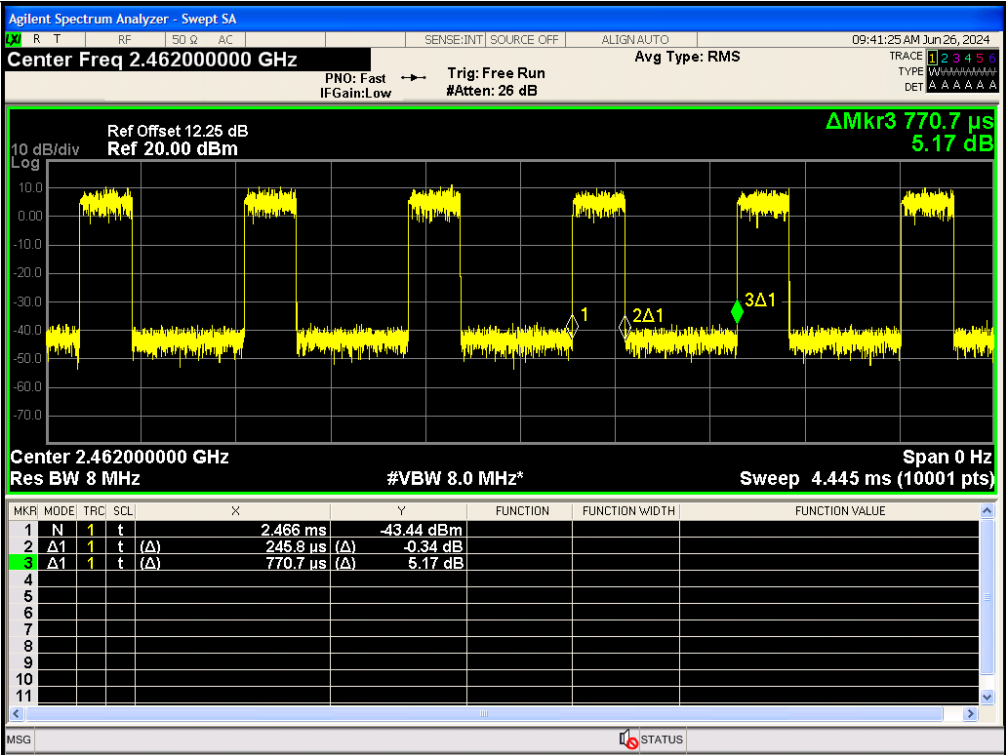 Agilent Spectrum Analyzer - Swept SA
LXI R T RF 50 Ω AC SENSE:INT SOURCE OFF ALIGN AUTO 09:41:25 AM Jun 26, 2024
Center Freq 2.462000000 GHz
Avg Type: RMS
TRACE 1 2 3 4 5 6
PNO: Fast Trig: Free Run
TYPE W
IFGain:Low #Atten: 26 dB
DET A A A A A A
ΔMkr3 770.7 µs
5.17 dB
Ref Offset 12.25 dB
10 dB/div Ref 20.00 dBm
Log
10.0
0.00
-10.0
-20.0
-30.0
-40.0
-50.0
-60.0
-70.0
1
2Δ1
3Δ1
Center 2.462000000 GHz Span 0 Hz
Res BW 8 MHz #VBW 8.0 MHz* Sweep 4.445 ms (10001 pts)
MKR MODE TRC SCL X Y FUNCTION FUNCTION WIDTH FUNCTION VALUE
1 N 1 t 2.466 ms -43.44 dBm
2 Δ1 1 t (Δ) 245.8 µs (Δ) -0.34 dB
3 Δ1 1 t (Δ) 770.7 µs (Δ) 5.17 dB
4
5
6
7
8
9
10
11
MSG STATUS